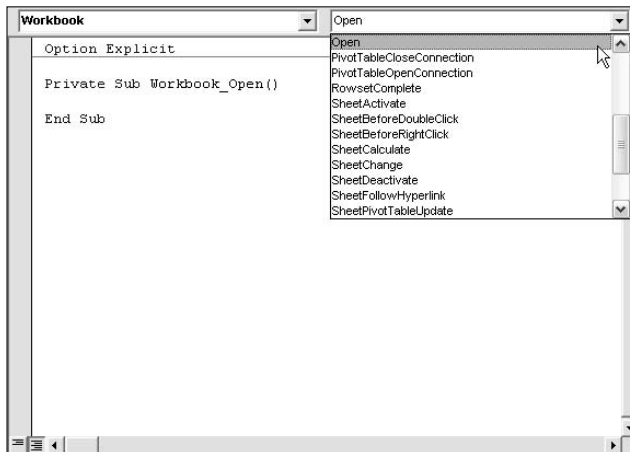 Workbook
Open
Option Explicit
Private Sub Workbook_Open()
End Sub
Open
PivotTableCloseConnection
PivotTableOpenConnection
RowsetComplete
SheetActivate
SheetBeforeDoubleClick
SheetBeforeRightClick
SheetCalculate
SheetChange
SheetDeactivate
SheetFollowHyperlink
SheetPivotTableUpdate